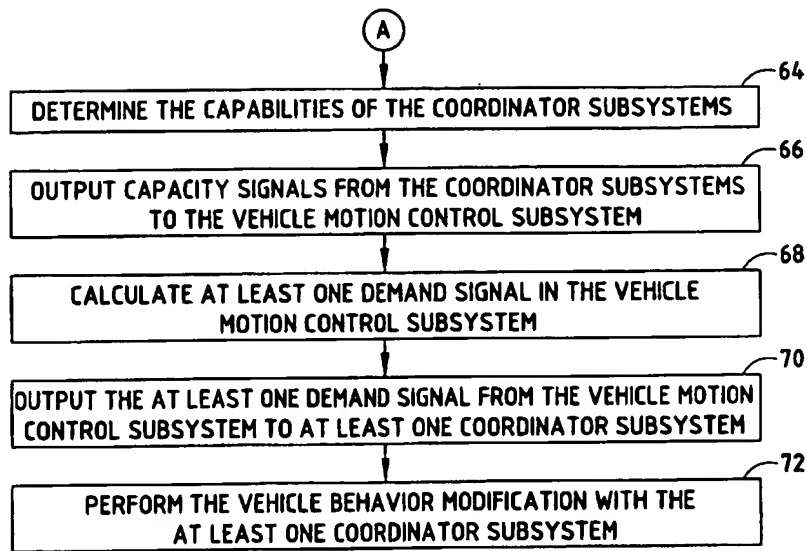 A
64
DETERMINE THE CAPABILITIES OF THE COORDINATOR SUBSYSTEMS
66
OUTPUT CAPACITY SIGNALS FROM THE COORDINATOR SUBSYSTEMS
TO THE VEHICLE MOTION CONTROL SUBSYSTEM
68
CALCULATE AT LEAST ONE DEMAND SIGNAL IN THE VEHICLE
MOTION CONTROL SUBSYSTEM
70
OUTPUT THE AT LEAST ONE DEMAND SIGNAL FROM THE VEHICLE MOTION
CONTROL SUBSYSTEM TO AT LEAST ONE COORDINATOR SUBSYSTEM
72
PERFORM THE VEHICLE BEHAVIOR MODIFICATION WITH THE
AT LEAST ONE COORDINATOR SUBSYSTEM